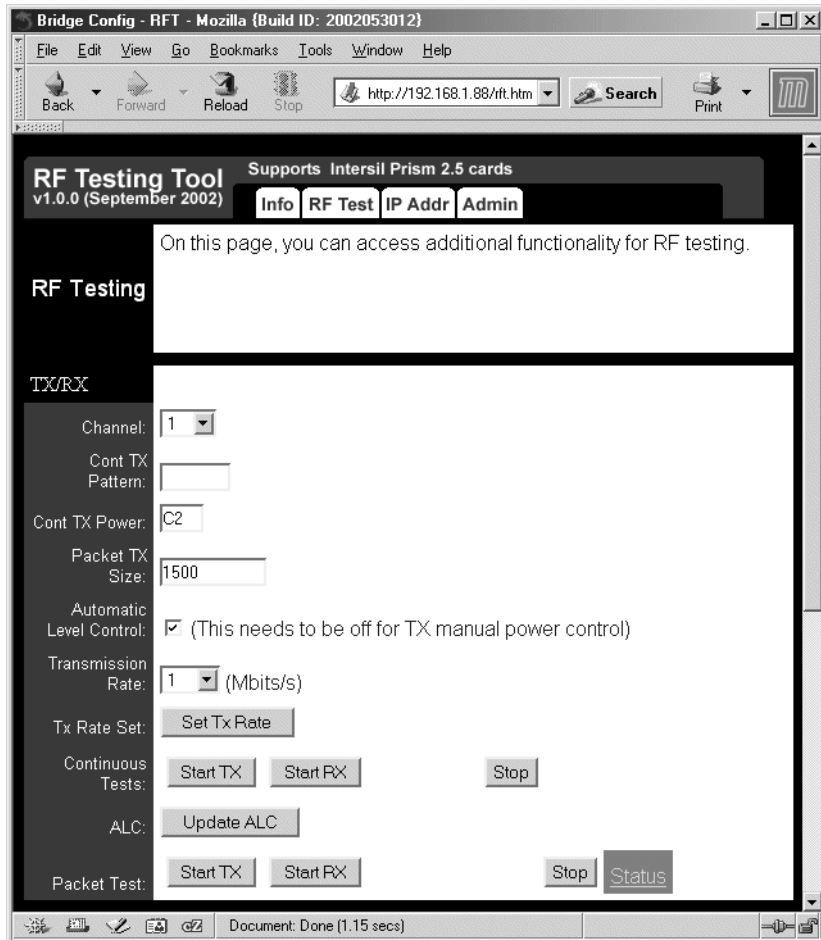 Bridge Config - RFT - Mozilla {Build ID: 2002053012}
File Edit View Go Bookmarks Tools Window Help
Back Forward Reload Stop http://192.168.1.88/rft.htm Search Print
RF Testing Tool
v1.0.0 (September 2002)
Supports Intersil Prism 2.5 cards
Info RF Test IP Addr Admin
RF Testing
On this page, you can access additional functionality for RF testing.
TX/RX
Channel: 1
Cont TX
Pattern:
Cont TX Power: C2
Packet TX
Size: 1500
Automatic
Level Control: (This needs to be off for TX manual power control)
Transmission
Rate: 1 (Mbits/s)
Tx Rate Set: Set Tx Rate
Continuous
Tests: Start TX Start RX Stop
ALC: Update ALC
Packet Test: Start TX Start RX Stop Status
Document: Done (1.15 secs)